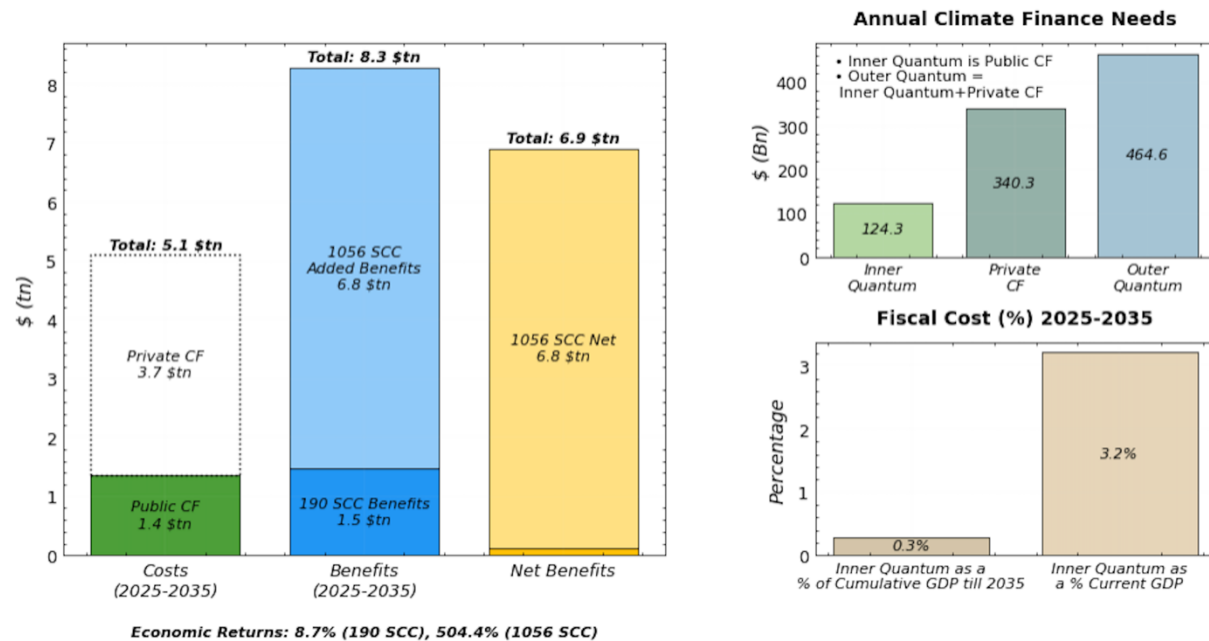 Total: 8.3 $tn
Total: 6.9 $tn
Total: 5.1 $tn
$ (tn)
8
7
6
5
4
3
2
1
0
1056 SCC
Added Benefits
6.8 $tn
1056 SCC Net
6.8 $tn
Private CF
3.7 $tn
Public CF
1.4 $tn
190 SCC Benefits
1.5 $tn
Costs
(2025-2035)
Benefits
(2025-2035)
Net Benefits
Economic Returns: 8.7% (190 SCC), 504.4% (1056 SCC)
Annual Climate Finance Needs
• Inner Quantum is Public CF
• Outer Quantum =
Inner Quantum+Private CF
$ (Bn)
400
300
200
100
0
124.3
340.3
464.6
Inner
Quantum
Private
CF
Outer
Quantum
Fiscal Cost (%) 2025-2035
Percentage
3
2
1
0
0.3%
3.2%
Inner Quantum as a
% of Cumulative GDP till 2035
Inner Quantum as
a % Current GDP